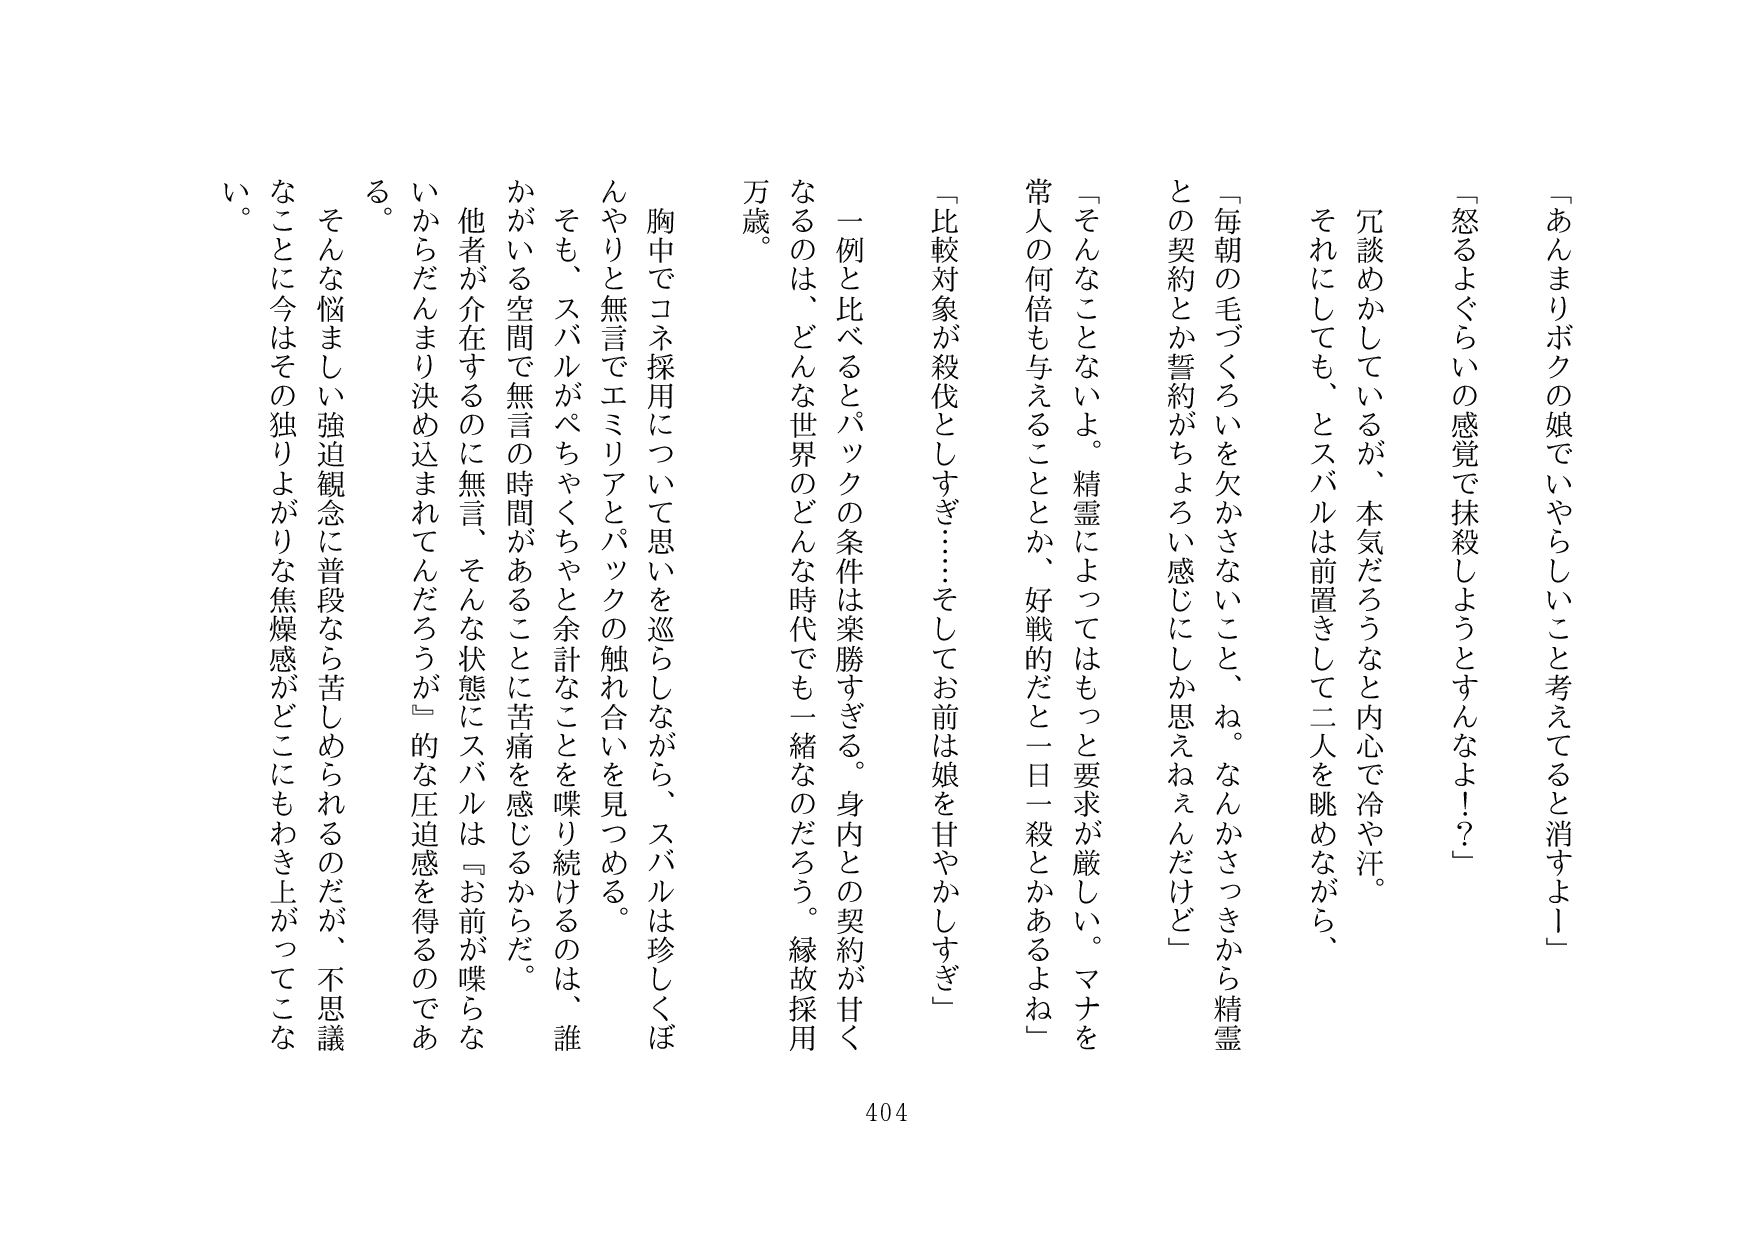 「あんまりボクの娘でいやらしいこと考えてると消すよー」
「怒るよぐらいの感覚で抹殺しようとすんなよ！？」
　冗談めかしているが、本気だろうなと内心で冷や汗。
　それにしても、とスバルは前置きして二人を眺めながら、
「毎朝の毛づくろいを欠かさないこと、ね。なんかさっきから精霊
との契約とか誓約がちょろい感じにしか思えねぇんだけど」
「そんなことないよ。精霊によってはもっと要求が厳しい。マナを
常人の何倍も与えることとか、好戦的だと一日一殺とかあるよね」
「比較対象が殺伐としすぎ……そしてお前は娘を甘やかしすぎ」
　一例と比べるとパックの条件は楽勝すぎる。身内との契約が甘く
なるのは、どんな世界のどんな時代でも一緒なのだろう。縁故採用
万歳。
　胸中でコネ採用について思いを巡らしながら、スバルは珍しくぼ
んやりと無言でエミリアとパックの触れ合いを見つめる。
　そも、スバルがぺちゃくちゃと余計なことを喋り続けるのは、誰
かがいる空間で無言の時間があることに苦痛を感じるからだ。
　他者が介在するのに無言、そんな状態にスバルは『お前が喋らな
いからだんまり決め込まれてんだろうが』的な圧迫感を得るのであ
る。
　そんな悩ましい強迫観念に普段なら苦しめられるのだが、不思議
なことに今はその独りよがりな焦燥感がどこにもわき上がってこな
い。
404